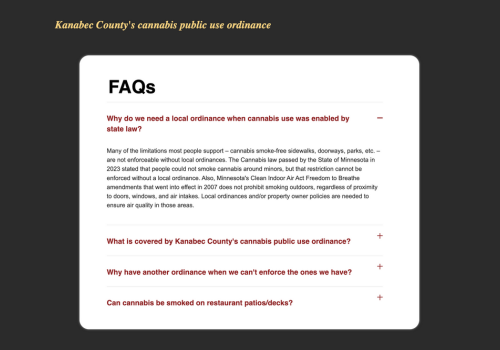 Kanabec County's cannabis public use ordinance
FAQs
Why do we need a local ordinance when cannabis use was enabled by
state law?
Many of the limitations most people support – cannabis smoke-free sidewalks, doorways, parks, etc. –
are not enforceable without local ordinances. The Cannabis law passed by the State of Minnesota in
2023 stated that people could not smoke cannabis around minors, but that restriction cannot be
enforced without a local ordinance. Also, Minnesota's Clean Indoor Air Act Freedom to Breathe
amendments that went into effect in 2007 does not prohibit smoking outdoors, regardless of proximity
to doors, windows, and air intakes. Local ordinances and/or property owner policies are needed to
ensure air quality in those areas.
What is covered by Kanabec County's cannabis public use ordinance?
Why have another ordinance when we can't enforce the ones we have?
Can cannabis be smoked on restaurant patios/decks?